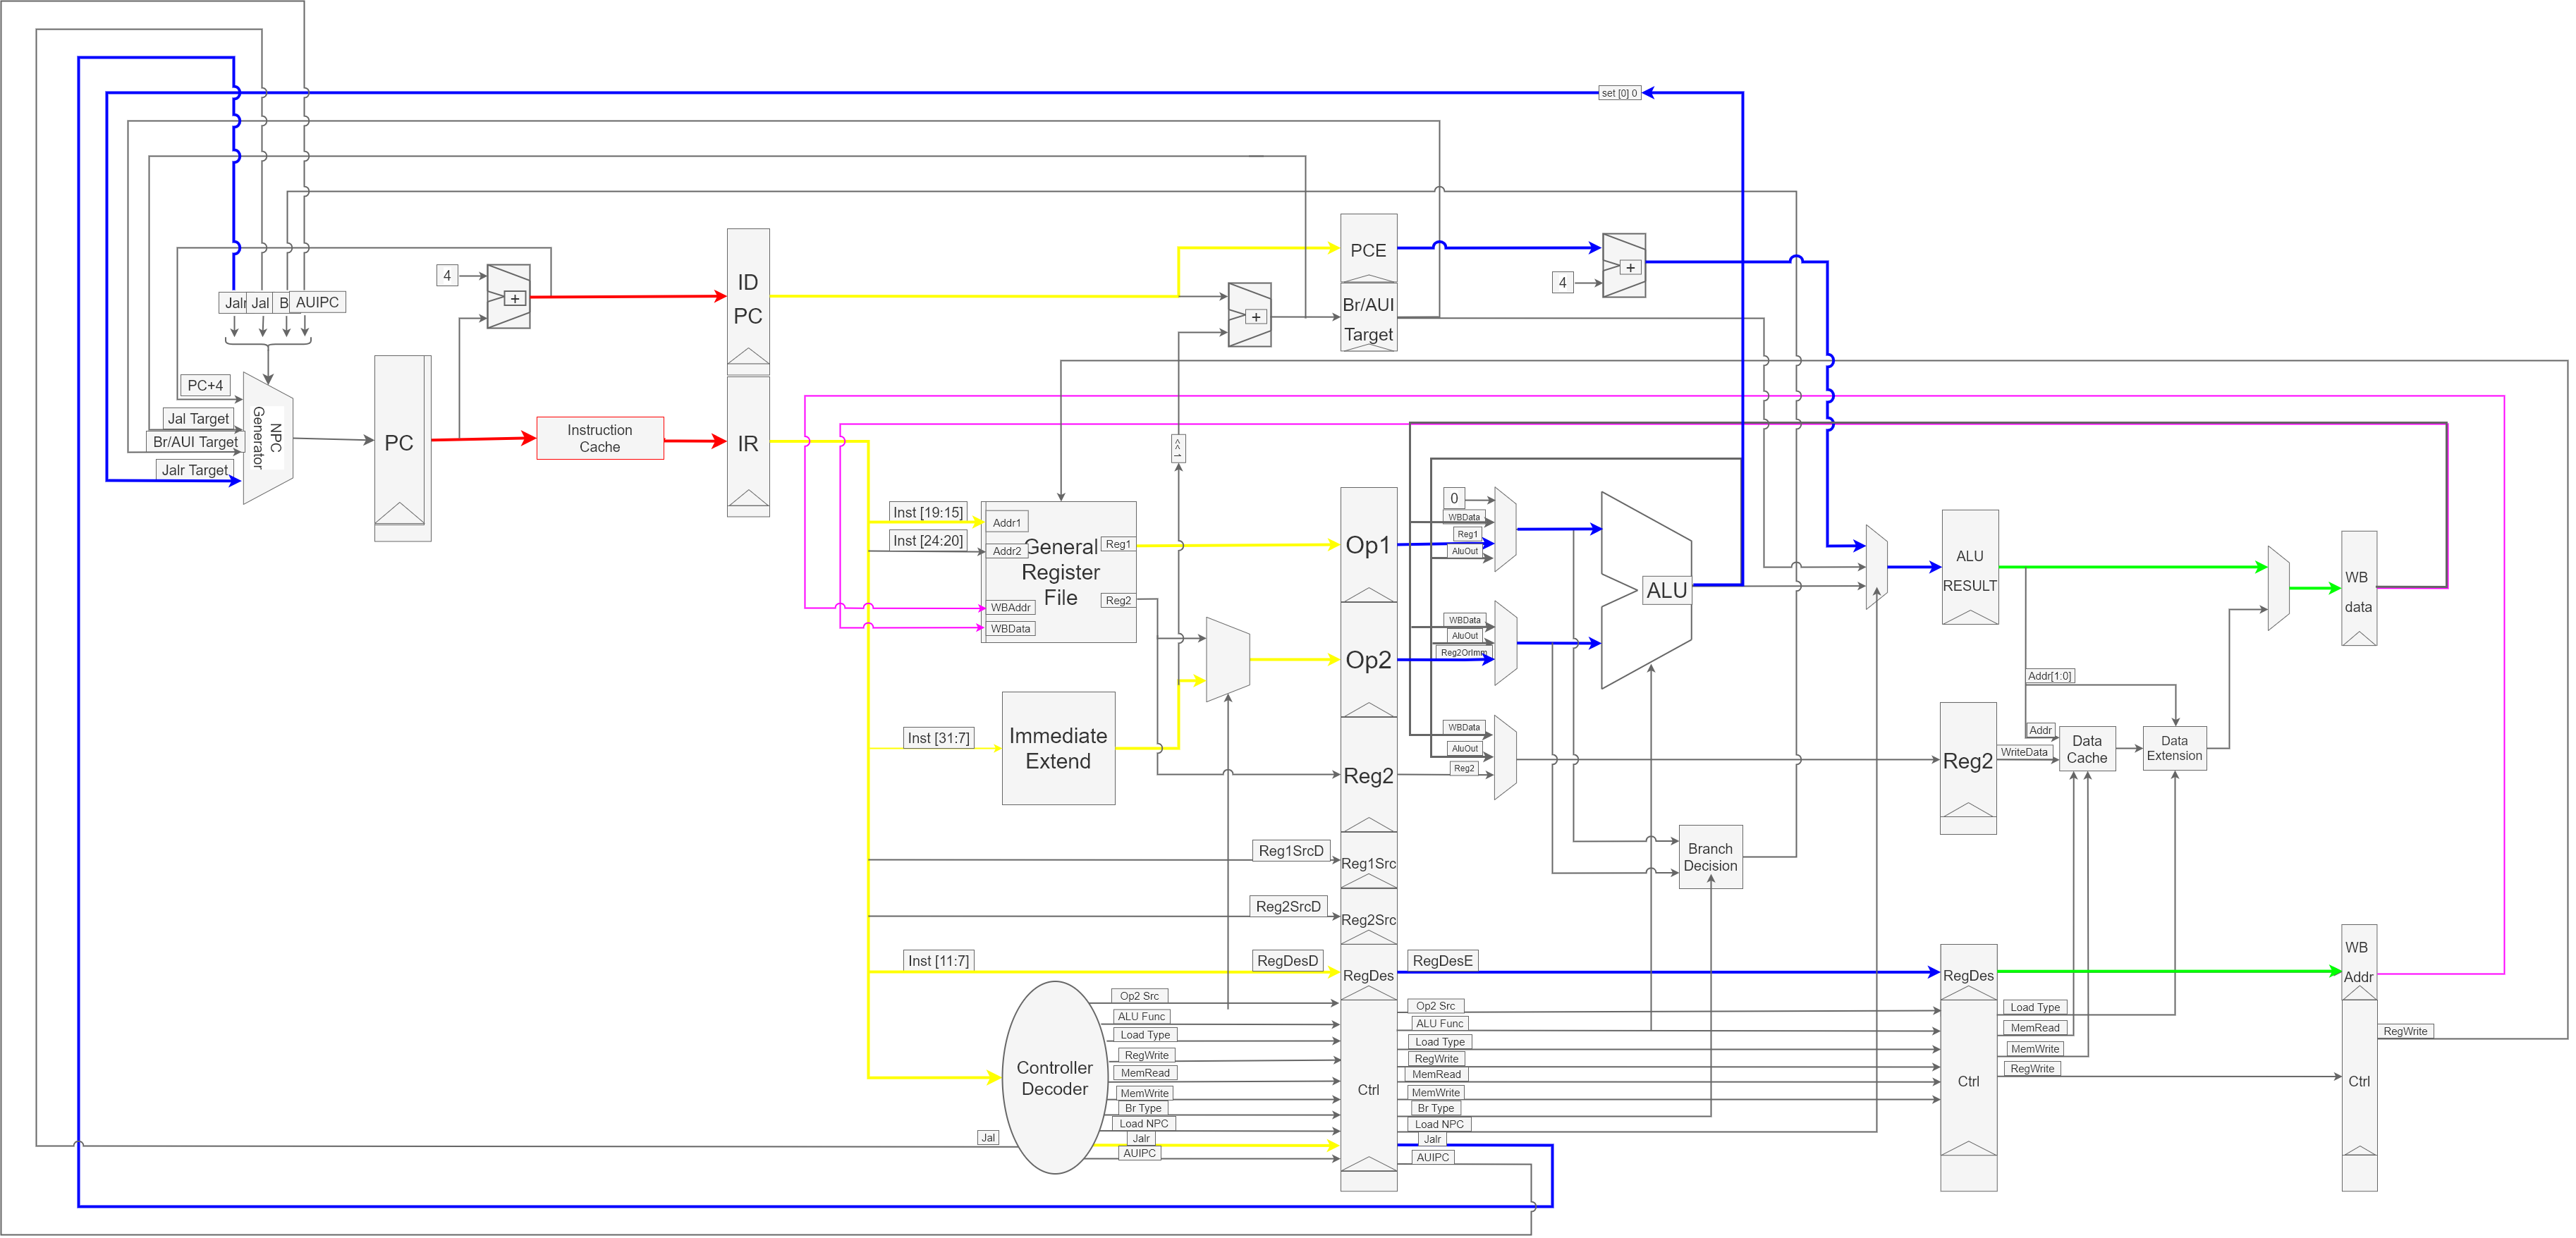 set [0] 0
4
+
ID
PC
PCE
Br/AUI
Target
+
4
+
Jalr
Jal
B
AUIPC
PC+4
Jal Target
Br/AUI Target
Jalr Target
NPC
Generator
PC
Instruction
Cache
IR
<<1
Inst [19:15]
Inst [24:20]
Addr1
Addr2
General
Register
File
Reg1
Reg2
WBAddr
WBData
Inst [31:7]
Immediate
Extend
Op1
Op2
Reg2
0
WBData
Reg1
AluOut
WBData
AluOut
Reg2OrImm
WBData
AluOut
Reg2
ALU
Branch
Decision
ALU
RESULT
Reg2
Addr[1:0]
Addr
WriteData
Data
Cache
Data
Extension
WB
data
Reg1SrcD
Reg1Src
Reg2SrcD
Reg2Src
Inst [11:7]
RegDesD
RegDes
RegDesE
RegDes
WB
Addr
Controller
Decoder
Jal
Op2 Src
ALU Func
Load Type
RegWrite
MemRead
MemWrite
Br Type
Load NPC
Jalr
AUIPC
Ctrl
Op2 Src
ALU Func
Load Type
RegWrite
MemRead
MemWrite
Br Type
Load NPC
Jalr
AUIPC
Ctrl
Load Type
MemRead
MemWrite
RegWrite
Ctrl
RegWrite